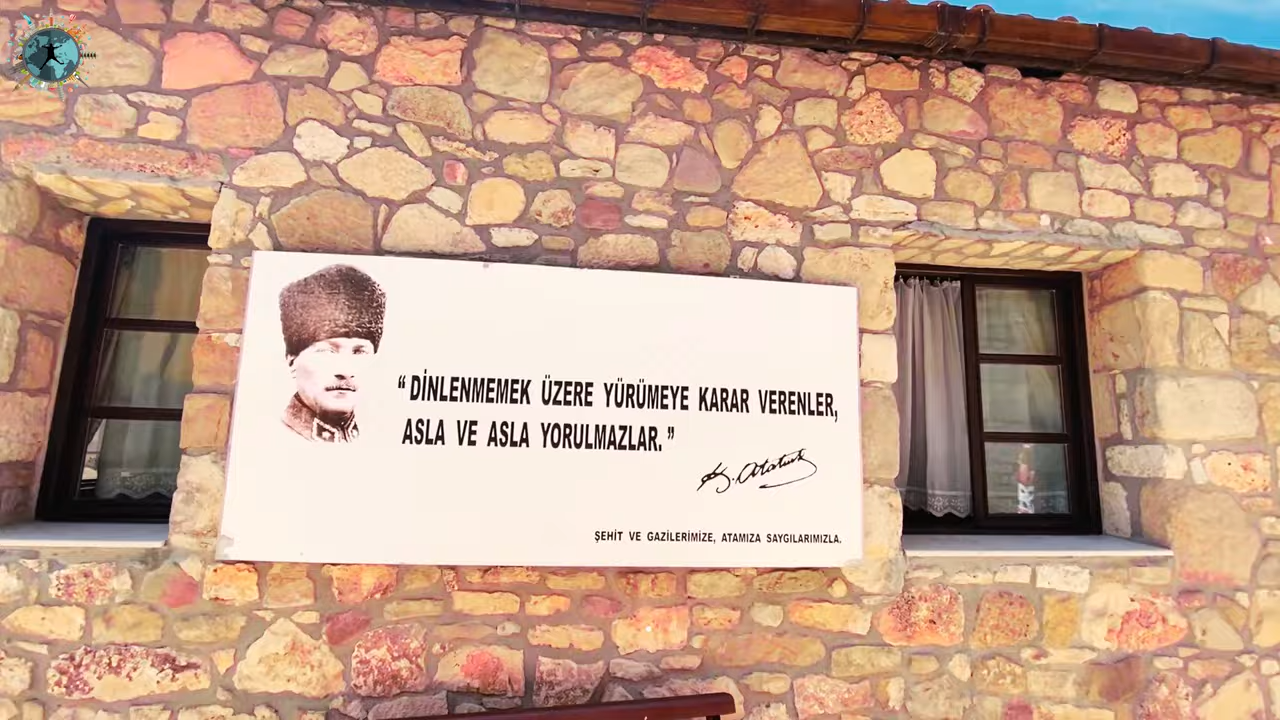 “DİNLENMEMEK ÜZERE YÜRÜMEYE KARAR VERENLER,
ASLA VE ASLA YORULMAZLAR.”
K. Atatürk
ŞEHİT VE GAZİLERİMİZE, ATAMIZA SAYGILARIMIZLA.